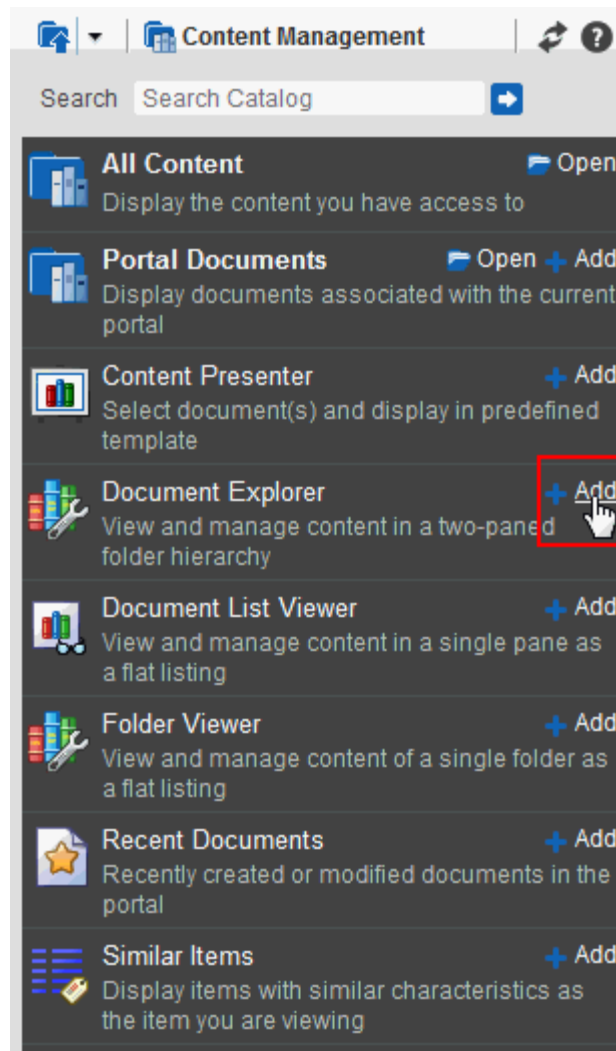 Content Management
Search Search Catalog
All Content Open
Display the content you have access to
Portal Documents Open Add
Display documents associated with the current
portal
Content Presenter Add
Select document(s) and display in predefined
template
Document Explorer Add
View and manage content in a two-paned
folder hierarchy
Document List Viewer Add
View and manage content in a single pane as
a flat listing
Folder Viewer Add
View and manage content of a single folder as
a flat listing
Recent Documents Add
Recently created or modified documents in the
portal
Similar Items Add
Display items with similar characteristics as
the item you are viewing